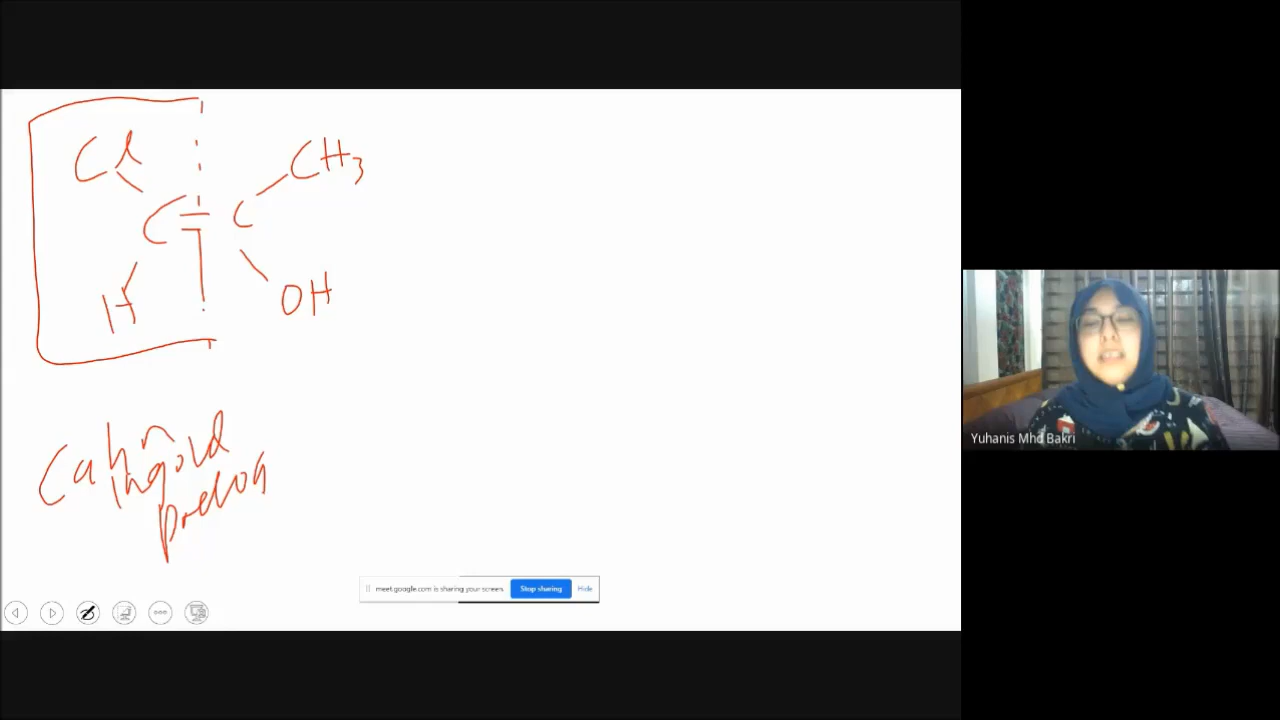 Cl
CH3
C = C
H
OH
Cahn
Ingold
prelog
Yuhanis Mhd Bakri
meet.google.com is sharing your screen.
Stop sharing
Hide